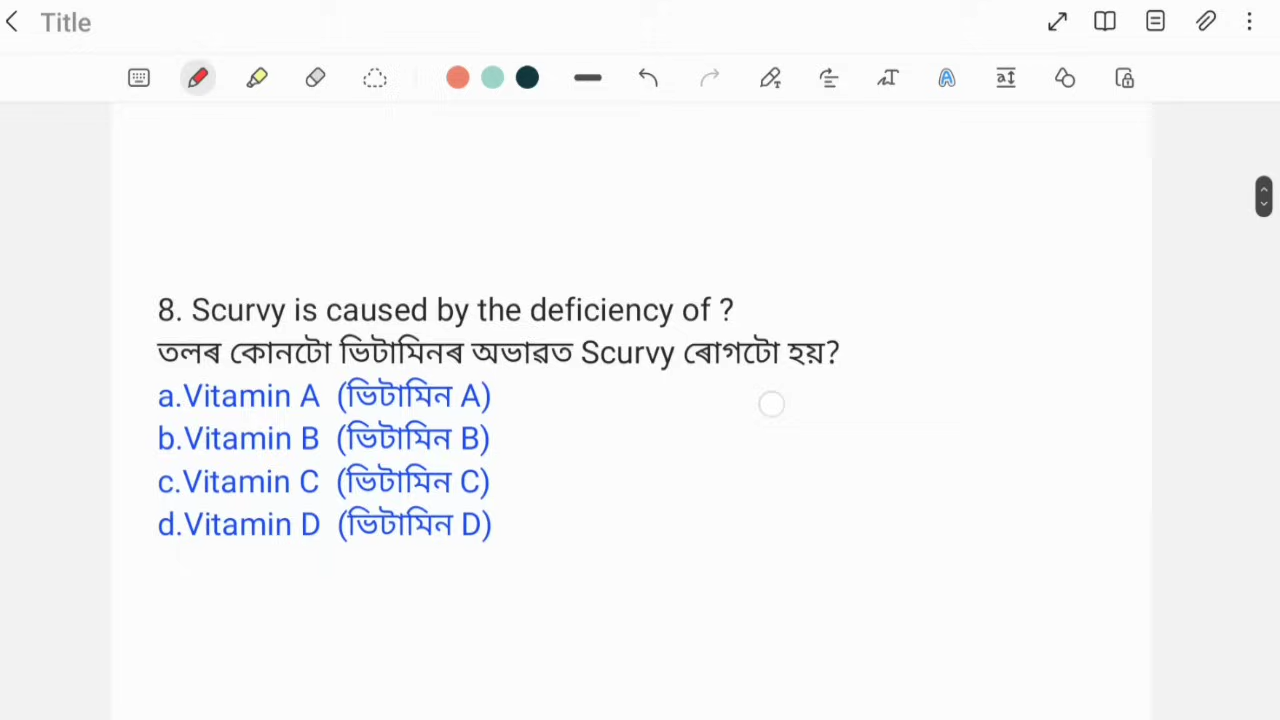 Title
8. Scurvy is caused by the deficiency of ?
তলৰ কোনটো ভিটামিনৰ অভাৱত Scurvy ৰোগটো হয়?
a.Vitamin A (ভিটামিন A)
b.Vitamin B (ভিটামিন B)
c.Vitamin C (ভিটামিন C)
d.Vitamin D (ভিটামিন D)